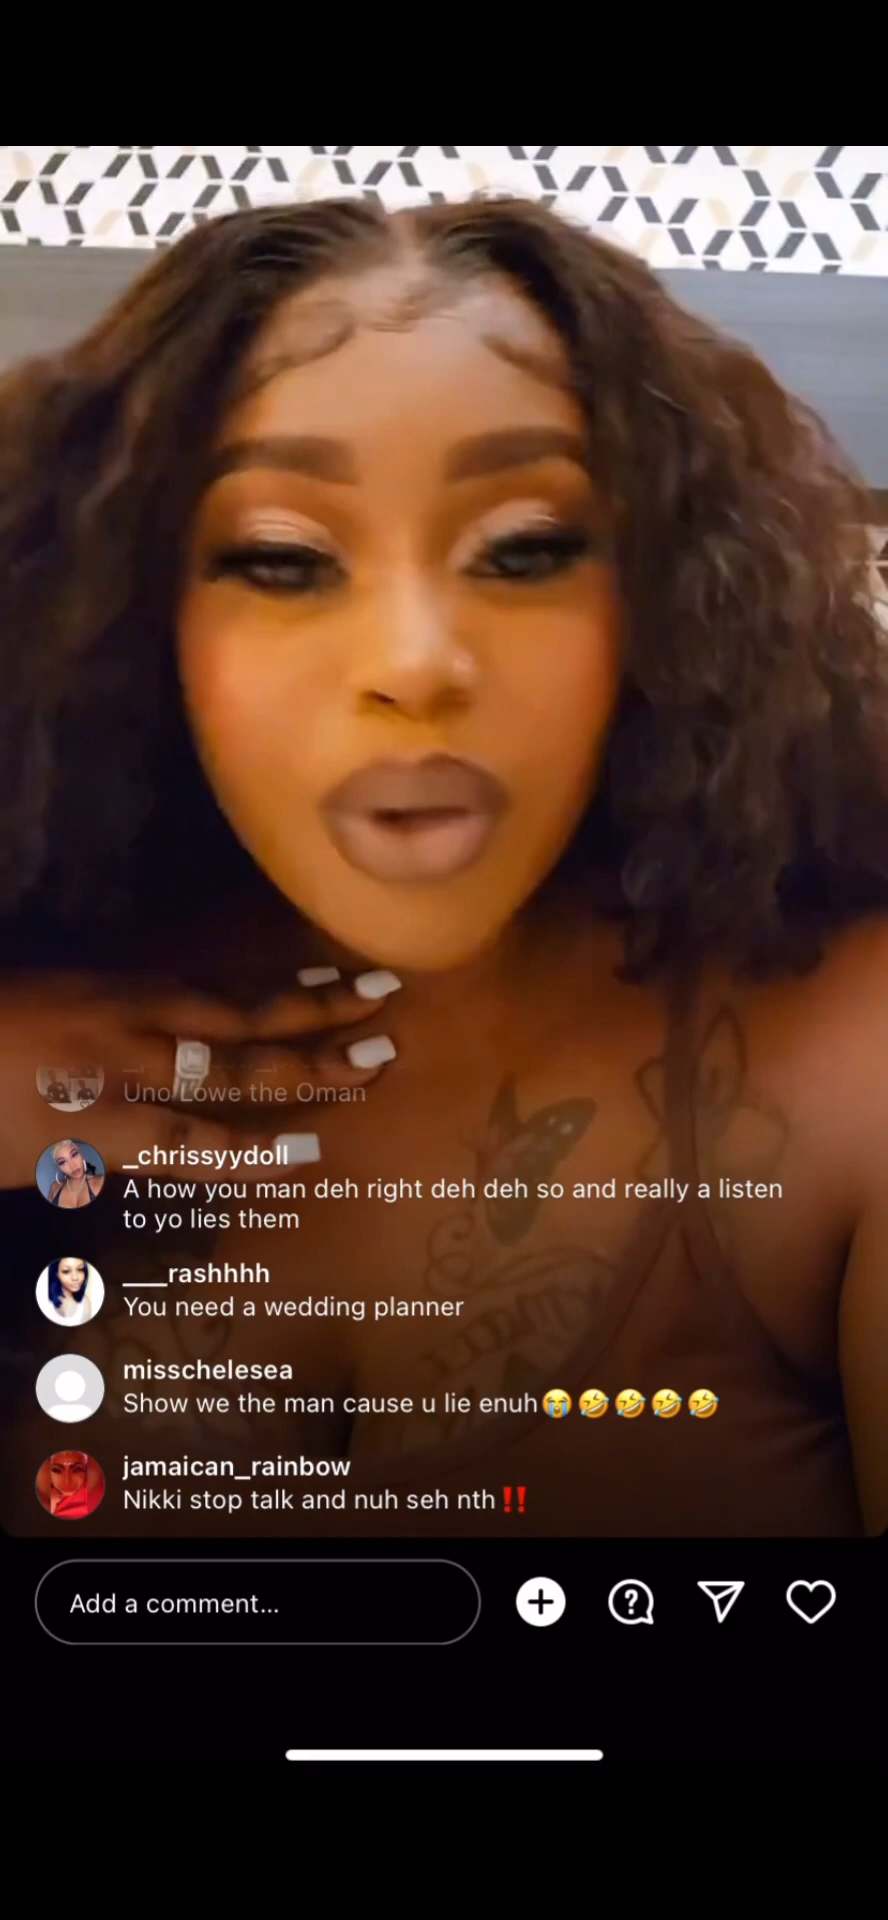 Uno Lowe the Oman
_chrissyydoll
A how you man deh right deh deh so and really a listen
to yo lies them
___rashhhh
You need a wedding planner
misschelesea
Show we the man cause u lie enuh😭🤣🤣🤣🤣
jamaican_rainbow
Nikki stop talk and nuh seh nth‼️
Add a comment...